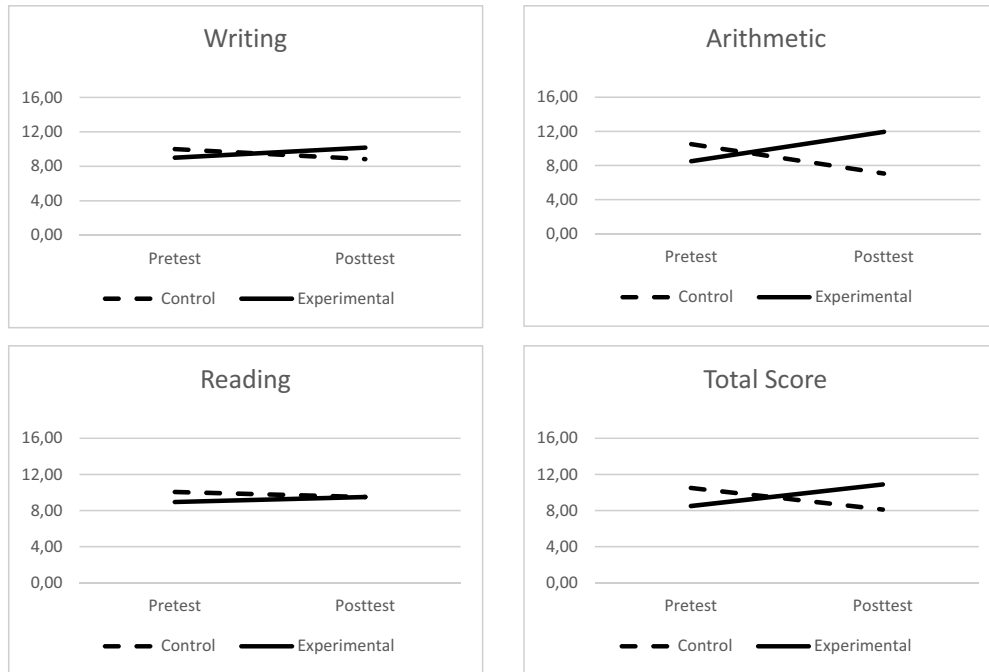 Writing
16,00
12,00
8,00
4,00
0,00
Pretest Posttest
Control Experimental
Arithmetic
16,00
12,00
8,00
4,00
0,00
Pretest Posttest
Control Experimental
Reading
16,00
12,00
8,00
4,00
0,00
Pretest Posttest
Control Experimental
Total Score
16,00
12,00
8,00
4,00
0,00
Pretest Posttest
Control Experimental